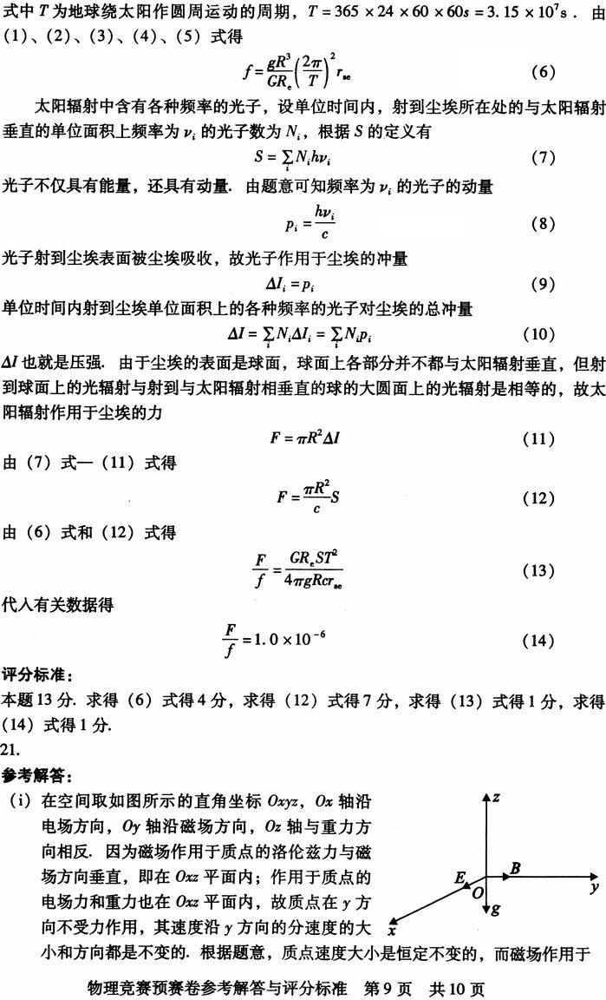 式中 T 为地球绕太阳作圆周运动的周期，T = 365 × 24 × 60 × 60s = 3. 15 × 10⁷s . 由
(1)、(2)、(3)、(4)、(5) 式得
f = gR³/GRₑ (2π/T)² rₛₑ (6)
太阳辐射中含有各种频率的光子，设单位时间内，射到尘埃所在处的与太阳辐射
垂直的单位面积上频率为 νᵢ 的光子数为 Nᵢ，根据 S 的定义有
S = ∑ᵢ Nᵢhνᵢ (7)
光子不仅具有能量，还具有动量. 由题意可知频率为 νᵢ 的光子的动量
pᵢ = hνᵢ/c (8)
光子射到尘埃表面被尘埃吸收，故光子作用于尘埃的冲量
ΔIᵢ = pᵢ (9)
单位时间内射到尘埃单位面积上的各种频率的光子对尘埃的总冲量
ΔI = ∑ᵢ NᵢΔIᵢ = ∑ᵢ Nᵢpᵢ (10)
ΔI 也就是压强. 由于尘埃的表面是球面，球面上各部分并不都与太阳辐射垂直，但射
到球面上的光辐射与射到与太阳辐射相垂直的球的大圆面上的光辐射是相等的，故太
阳辐射作用于尘埃的力
F = πR²ΔI (11)
由 (7) 式— (11) 式得
F = πR²/c S (12)
由 (6) 式和 (12) 式得
F/f = GRₑST²/4πgRcrₛₑ (13)
代入有关数据得
F/f = 1. 0 × 10⁻⁶ (14)
评分标准：
本题 13 分. 求得 (6) 式得 4 分，求得 (12) 式得 7 分，求得 (13) 式得 1 分，求得
(14) 式得 1 分.
21.
参考解答：
(i) 在空间取如图所示的直角坐标 Oxyz，Ox 轴沿
电场方向，Oy 轴沿磁场方向，Oz 轴与重力方
向相反. 因为磁场作用于质点的洛伦兹力与磁
场方向垂直，即在 Oxz 平面内；作用于质点的
电场力和重力也在 Oxz 平面内，故质点在 y 方
向不受力作用，其速度沿 y 方向的分速度的大
小和方向都是不变的. 根据题意，质点速度大小是恒定不变的，而磁场作用于
z
E
B
O
y
g
x
物理竞赛预赛卷参考解答与评分标准 第 9 页 共 10 页